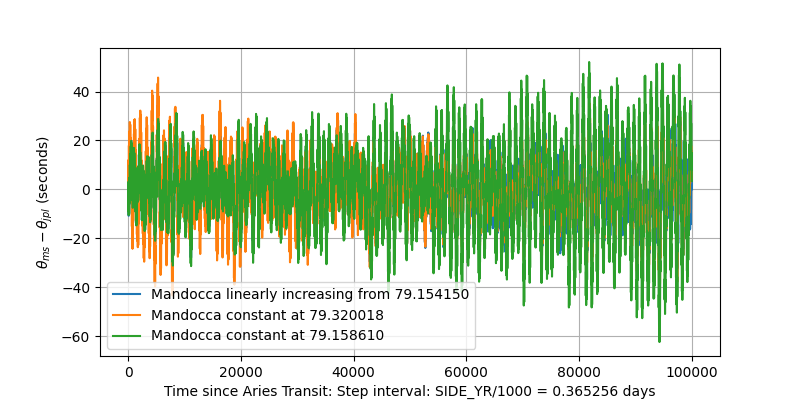 40
20
0
−20
−40
−60
θms − θjpl (seconds)
Mandocca linearly increasing from 79.154150
Mandocca constant at 79.320018
Mandocca constant at 79.158610
0 20000 40000 60000 80000 100000
Time since Aries Transit: Step interval: SIDE_YR/1000 = 0.365256 days